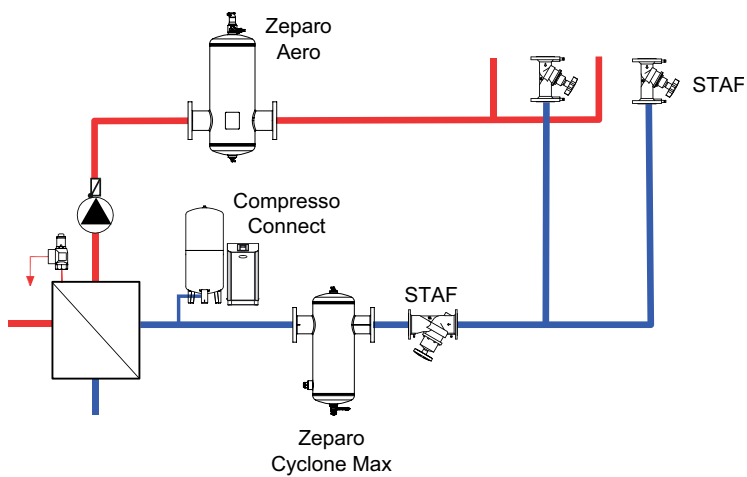 Zeparo
Aero
STAF
Compresso
Connect
STAF
Zeparo
Cyclone Max